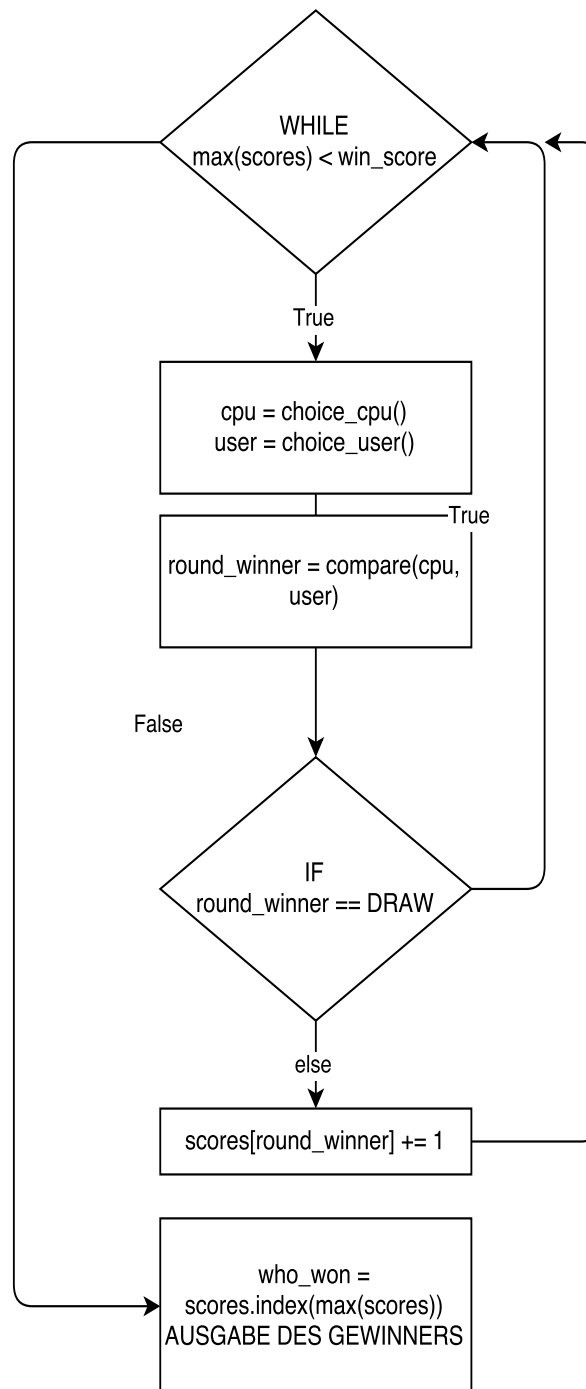 WHILE
max(scores) < win_score
True
cpu = choice_cpu()
user = choice_user()
True
round_winner = compare(cpu,
user)
False
IF
round_winner == DRAW
else
scores[round_winner] += 1
who_won =
scores.index(max(scores))
AUSGABE DES GEWINNERS